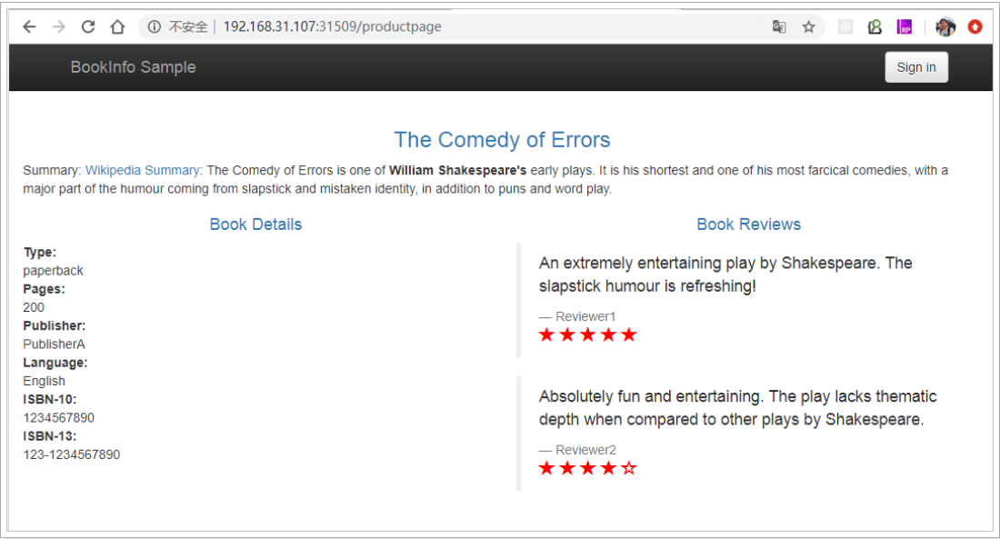 不安全 | 192.168.31.107:31509/productpage
RP
BookInfo Sample
Sign in
The Comedy of Errors
Summary: Wikipedia Summary: The Comedy of Errors is one of William Shakespeare's early plays. It is his shortest and one of his most farcical comedies, with a
major part of the humour coming from slapstick and mistaken identity, in addition to puns and word play.
Book Details
Type:
paperback
Pages:
200
Publisher:
PublisherA
Language:
English
ISBN-10:
1234567890
ISBN-13:
123-1234567890
Book Reviews
An extremely entertaining play by Shakespeare. The
slapstick humour is refreshing!
— Reviewer1
Absolutely fun and entertaining. The play lacks thematic
depth when compared to other plays by Shakespeare.
— Reviewer2